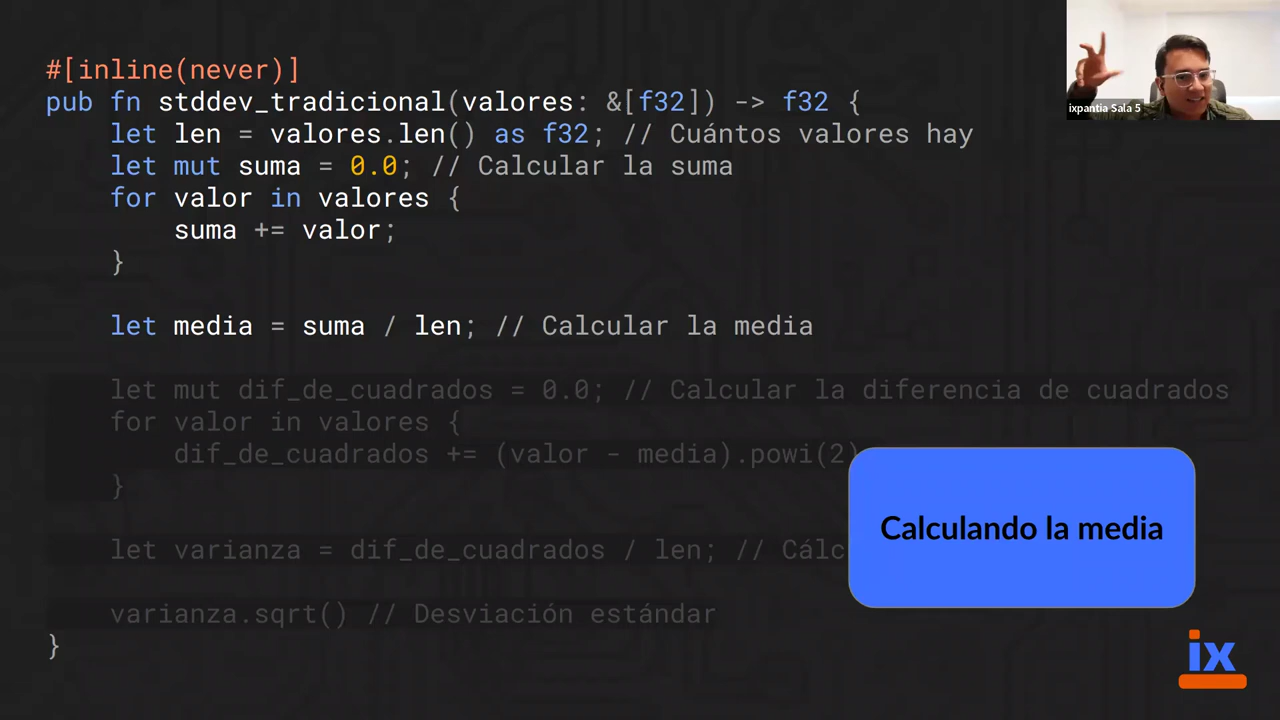 #[inline(never)]
pub fn stddev_tradicional(valores: &[f32]) -> f32 {
    let len = valores.len() as f32; // Cuántos valores hay
    let mut suma = 0.0; // Calcular la suma
    for valor in valores {
        suma += valor;
    }
    let media = suma / len; // Calcular la media
    let mut dif_de_cuadrados = 0.0; // Calcular la diferencia de cuadrados
    for valor in valores {
        dif_de_cuadrados += (valor - media).powi(2)
    }
    let varianza = dif_de_cuadrados / len; // Cálc
    varianza.sqrt() // Desviación estándar
}
Calculando la media
ixpantia Sala 5
ix